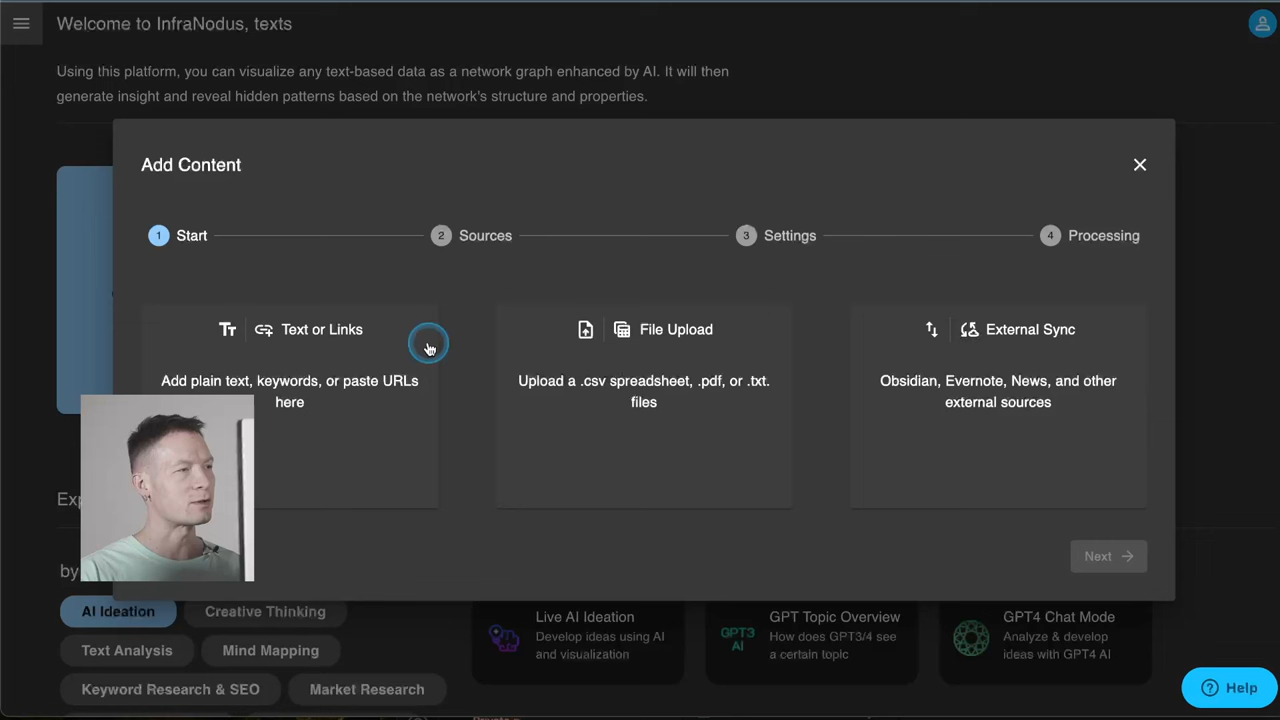 Welcome to InfraNodus, texts
Using this platform, you can visualize any text-based data as a network graph enhanced by AI. It will then
generate insight and reveal hidden patterns based on the network's structure and properties.
Add Content
1 Start
2 Sources
3 Settings
4 Processing
Text or Links
Add plain text, keywords, or paste URLs
here
File Upload
Upload a .csv spreadsheet, .pdf, or .txt.
files
External Sync
Obsidian, Evernote, News, and other
external sources
Next
by
AI Ideation
Creative Thinking
Text Analysis
Mind Mapping
Keyword Research & SEO
Market Research
Live AI Ideation
Develop ideas using AI
and visualization
GPT3
AI
GPT Topic Overview
How does GPT3/4 see
a certain topic
GPT4 Chat Mode
Analyze & develop
ideas with GPT4 AI
Help